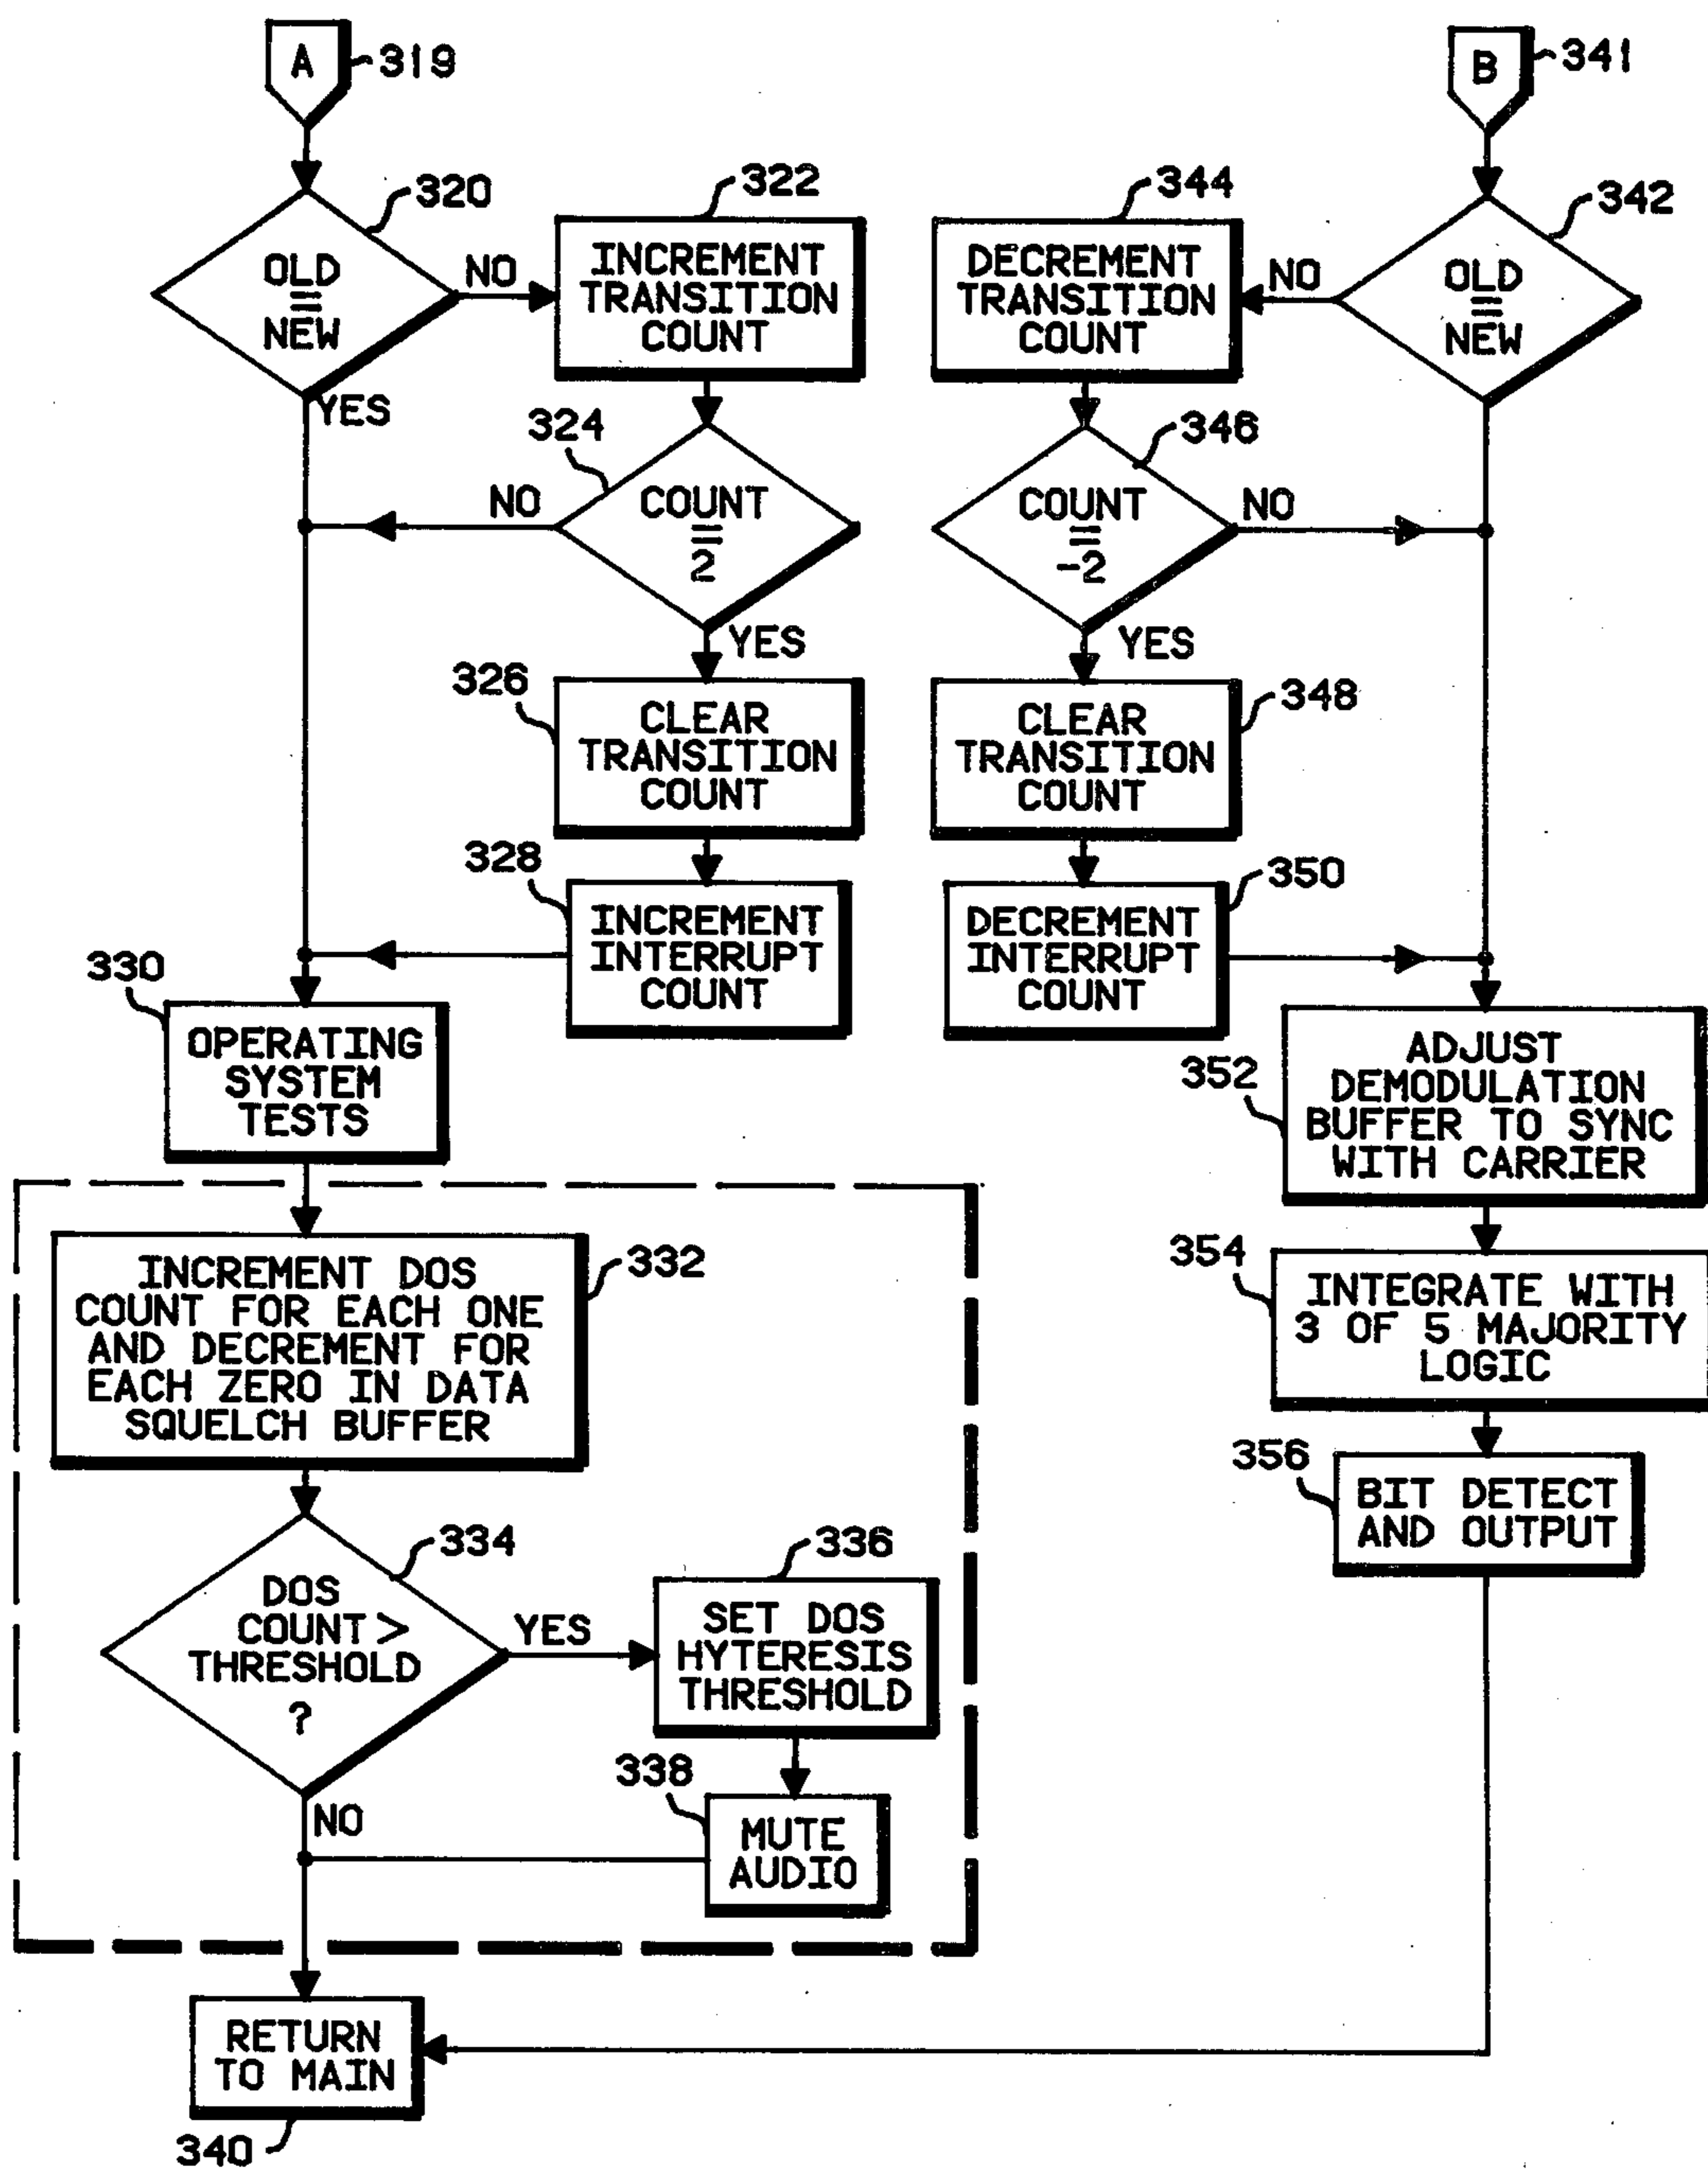 A
319
320
OLD
=
NEW
NO
YES
322
INCREMENT
TRANSITION
COUNT
324
COUNT
=
2
NO
YES
326
CLEAR
TRANSITION
COUNT
328
INCREMENT
INTERRUPT
COUNT
330
OPERATING
SYSTEM
TESTS
332
INCREMENT DOS
COUNT FOR EACH ONE
AND DECREMENT FOR
EACH ZERO IN DATA
SQUELCH BUFFER
334
DOS
COUNT >
THRESHOLD
?
YES
NO
336
SET DOS
HYTERESIS
THRESHOLD
338
MUTE
AUDIO
RETURN
TO MAIN
340
B
341
342
OLD
=
NEW
NO
344
DECREMENT
TRANSITION
COUNT
346
COUNT
=
-2
NO
YES
348
CLEAR
TRANSITION
COUNT
350
DECREMENT
INTERRUPT
COUNT
352
ADJUST
DEMODULATION
BUFFER TO SYNC
WITH CARRIER
354
INTEGRATE WITH
3 OF 5 MAJORITY
LOGIC
356
BIT DETECT
AND OUTPUT